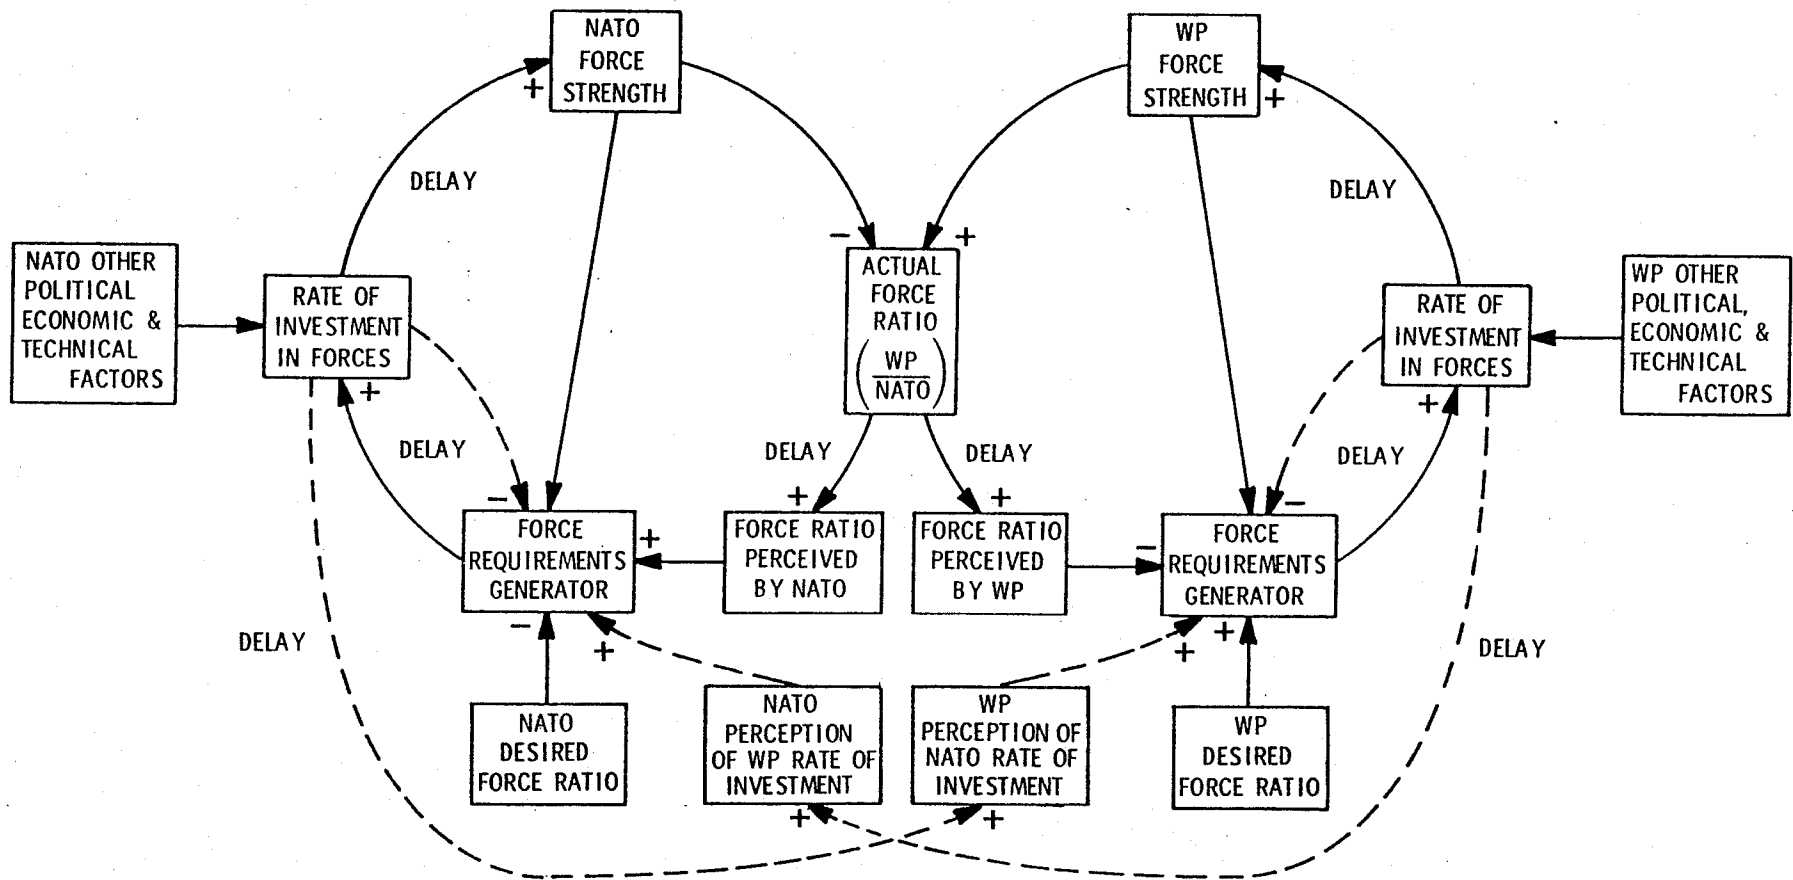 NATO
FORCE
STRENGTH
+
WP
FORCE
STRENGTH
+
DELAY
DELAY
NATO OTHER
POLITICAL
ECONOMIC &
TECHNICAL
FACTORS
RATE OF
INVESTMENT
IN FORCES
+
−
+
ACTUAL
FORCE
RATIO
WP
NATO
RATE OF
INVESTMENT
IN FORCES
+
WP OTHER
POLITICAL,
ECONOMIC &
TECHNICAL
FACTORS
DELAY
DELAY
DELAY
DELAY
−
FORCE
REQUIREMENTS
GENERATOR
+
+
FORCE RATIO
PERCEIVED
BY NATO
+
FORCE RATIO
PERCEIVED
BY WP
−
−
FORCE
REQUIREMENTS
GENERATOR
DELAY
−
+
+
+
DELAY
NATO
DESIRED
FORCE RATIO
NATO
PERCEPTION
OF WP RATE OF
INVESTMENT
+
WP
PERCEPTION OF
NATO RATE OF
INVESTMENT
+
WP
DESIRED
FORCE RATIO